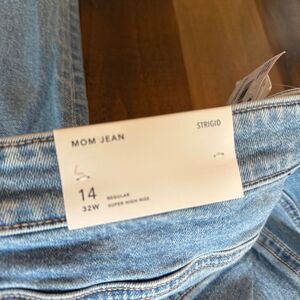 MOM JEAN
STRIGID
14
REGULAR
32W
SUPER HIGH RISE